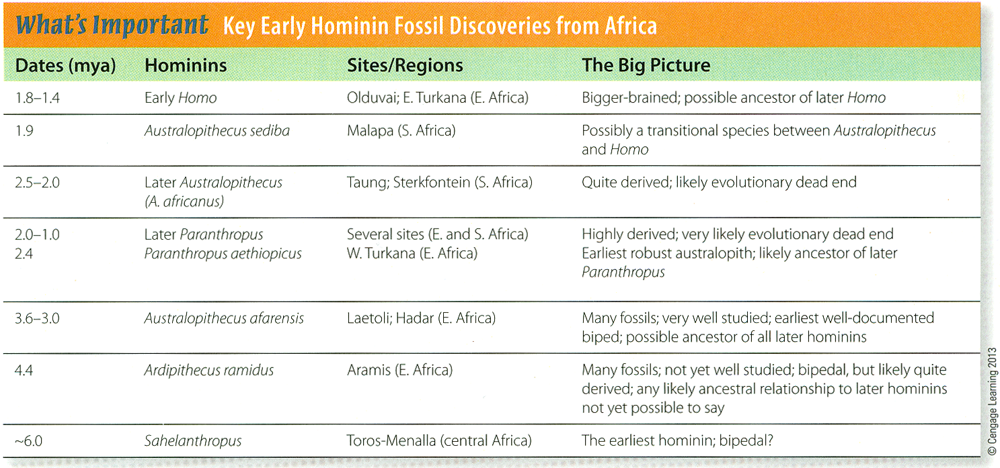 What's Important Key Early Hominin Fossil Discoveries from Africa
Dates (mya) Hominins Sites/Regions The Big Picture
1.8–1.4 Early Homo Olduvai; E. Turkana (E. Africa) Bigger-brained; possible ancestor of later Homo
1.9 Australopithecus sediba Malapa (S. Africa) Possibly a transitional species between Australopithecus
and Homo
2.5–2.0 Later Australopithecus Taung; Sterkfontein (S. Africa) Quite derived; likely evolutionary dead end
(A. africanus)
2.0–1.0 Later Paranthropus Several sites (E. and S. Africa) Highly derived; very likely evolutionary dead end
2.4 Paranthropus aethiopicus W. Turkana (E. Africa) Earliest robust australopith; likely ancestor of later
Paranthropus
3.6–3.0 Australopithecus afarensis Laetoli; Hadar (E. Africa) Many fossils; very well studied; earliest well-documented
biped; possible ancestor of all later hominins
4.4 Ardipithecus ramidus Aramis (E. Africa) Many fossils; not yet well studied; bipedal, but likely quite
derived; any likely ancestral relationship to later hominins
not yet possible to say
~6.0 Sahelanthropus Toros-Menalla (central Africa) The earliest hominin; bipedal?
© Cengage Learning 2013